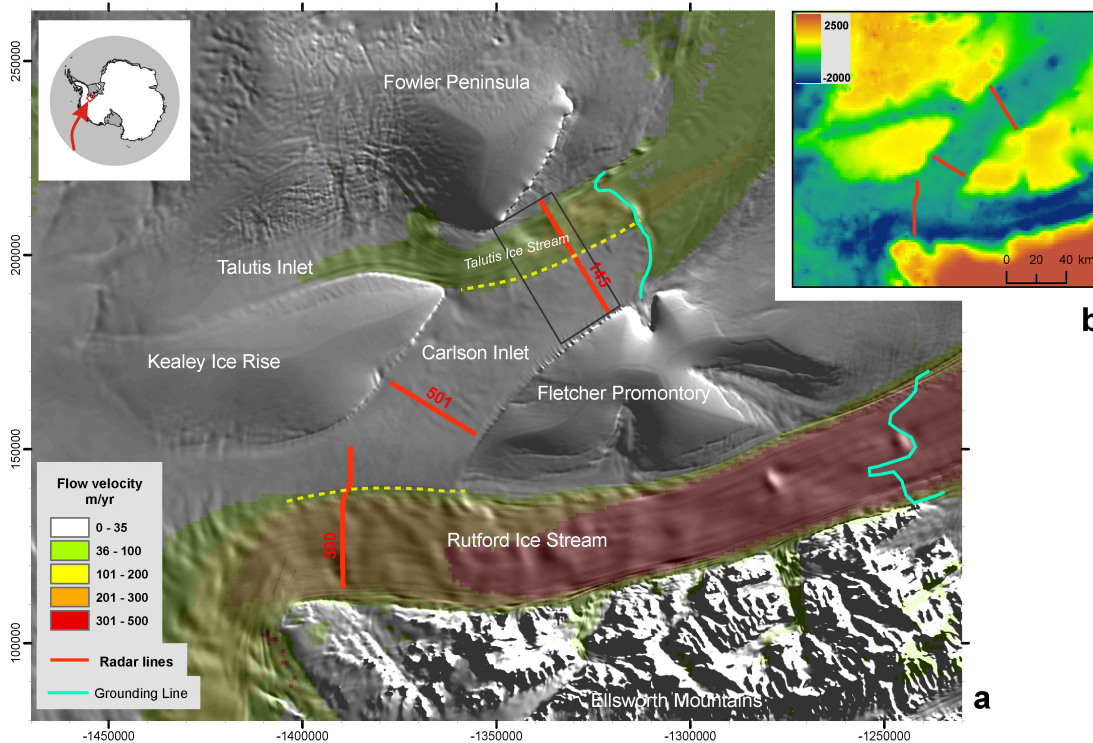 250000
200000
150000
100000
-1450000
-1400000
-1350000
-1300000
-1250000
Fowler Peninsula
Talutis Inlet
Talutis Ice Stream
145
Kealey Ice Rise
Carlson Inlet
501
Fletcher Promontory
300
Rutford Ice Stream
Ellsworth Mountains
Flow velocity
m/yr
0 - 35
36 - 100
101 - 200
201 - 300
301 - 500
Radar lines
Grounding Line
a
2500
-2000
0 20 40 km
b